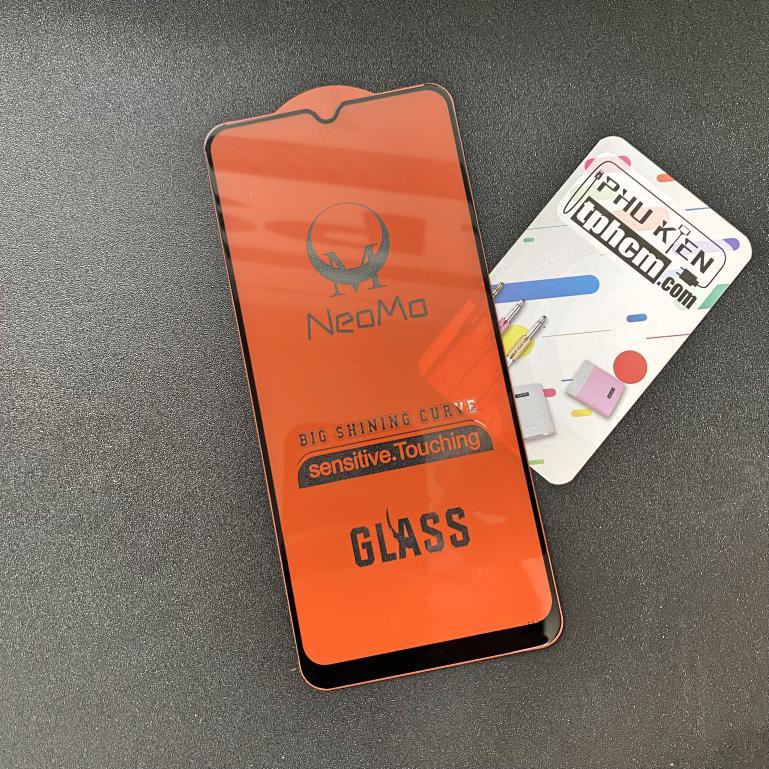 NeoMo
BIG SHINING CURVE
sensitive.Touching
GLASS
PHU KIEN
tphcm
.com